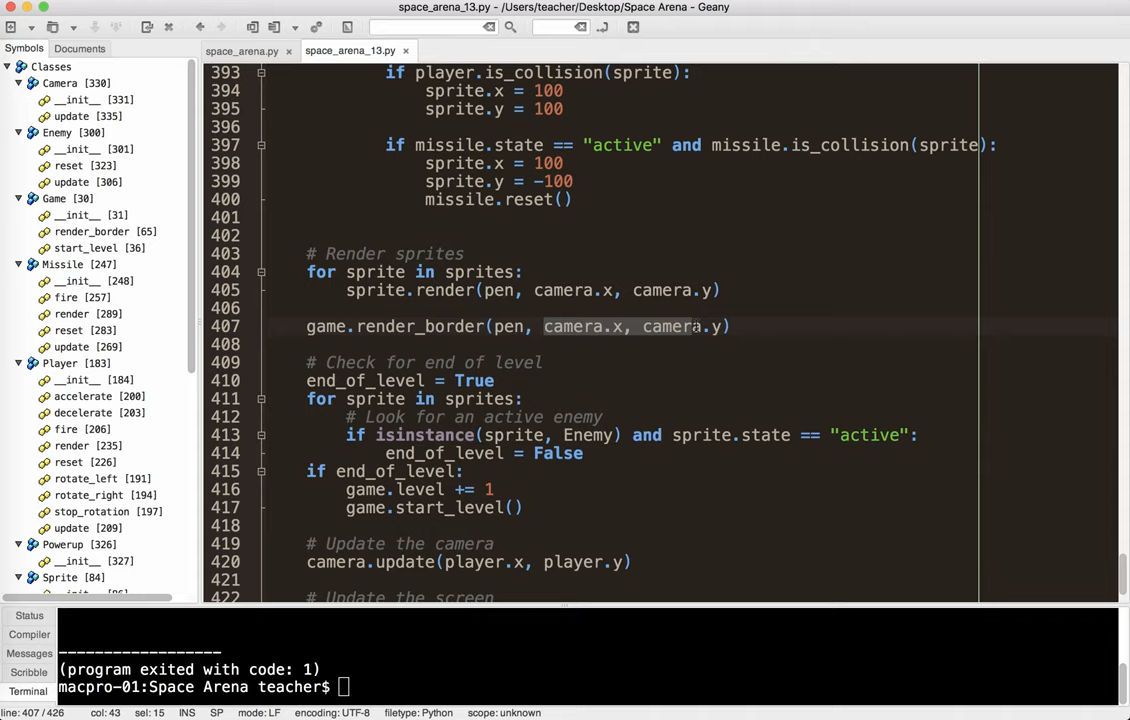 space_arena_13.py - /Users/teacher/Desktop/Space Arena - Geany
Symbols Documents
space_arena.py × space_arena_13.py ×
Classes
Camera [330]
__init__ [331]
update [335]
Enemy [300]
__init__ [301]
reset [323]
update [306]
Game [30]
__init__ [31]
render_border [65]
start_level [36]
Missile [247]
__init__ [248]
fire [257]
render [289]
reset [283]
update [269]
Player [183]
__init__ [184]
accelerate [200]
decelerate [203]
fire [206]
render [235]
reset [226]
rotate_left [191]
rotate_right [194]
stop_rotation [197]
update [209]
Powerup [326]
__init__ [327]
Sprite [84]
393 if player.is_collision(sprite):
394 sprite.x = 100
395 sprite.y = 100
396
397 if missile.state == "active" and missile.is_collision(sprite):
398 sprite.x = 100
399 sprite.y = -100
400 missile.reset()
401
402
403 # Render sprites
404 for sprite in sprites:
405 sprite.render(pen, camera.x, camera.y)
406
407 game.render_border(pen, camera.x, camera.y)
408
409 # Check for end of level
410 end_of_level = True
411 for sprite in sprites:
412 # Look for an active enemy
413 if isinstance(sprite, Enemy) and sprite.state == "active":
414 end_of_level = False
415 if end_of_level:
416 game.level += 1
417 game.start_level()
418
419 # Update the camera
420 camera.update(player.x, player.y)
421
422 # Update the screen
Status
Compiler
Messages
Scribble
Terminal
------------------
(program exited with code: 1)
macpro-01:Space Arena teacher$
line: 407 / 426 col: 43 sel: 15 INS SP mode: LF encoding: UTF-8 filetype: Python scope: unknown